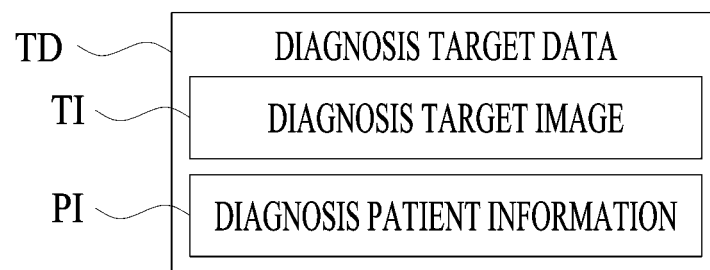 TD DIAGNOSIS TARGET DATA
TI DIAGNOSIS TARGET IMAGE
PI DIAGNOSIS PATIENT INFORMATION